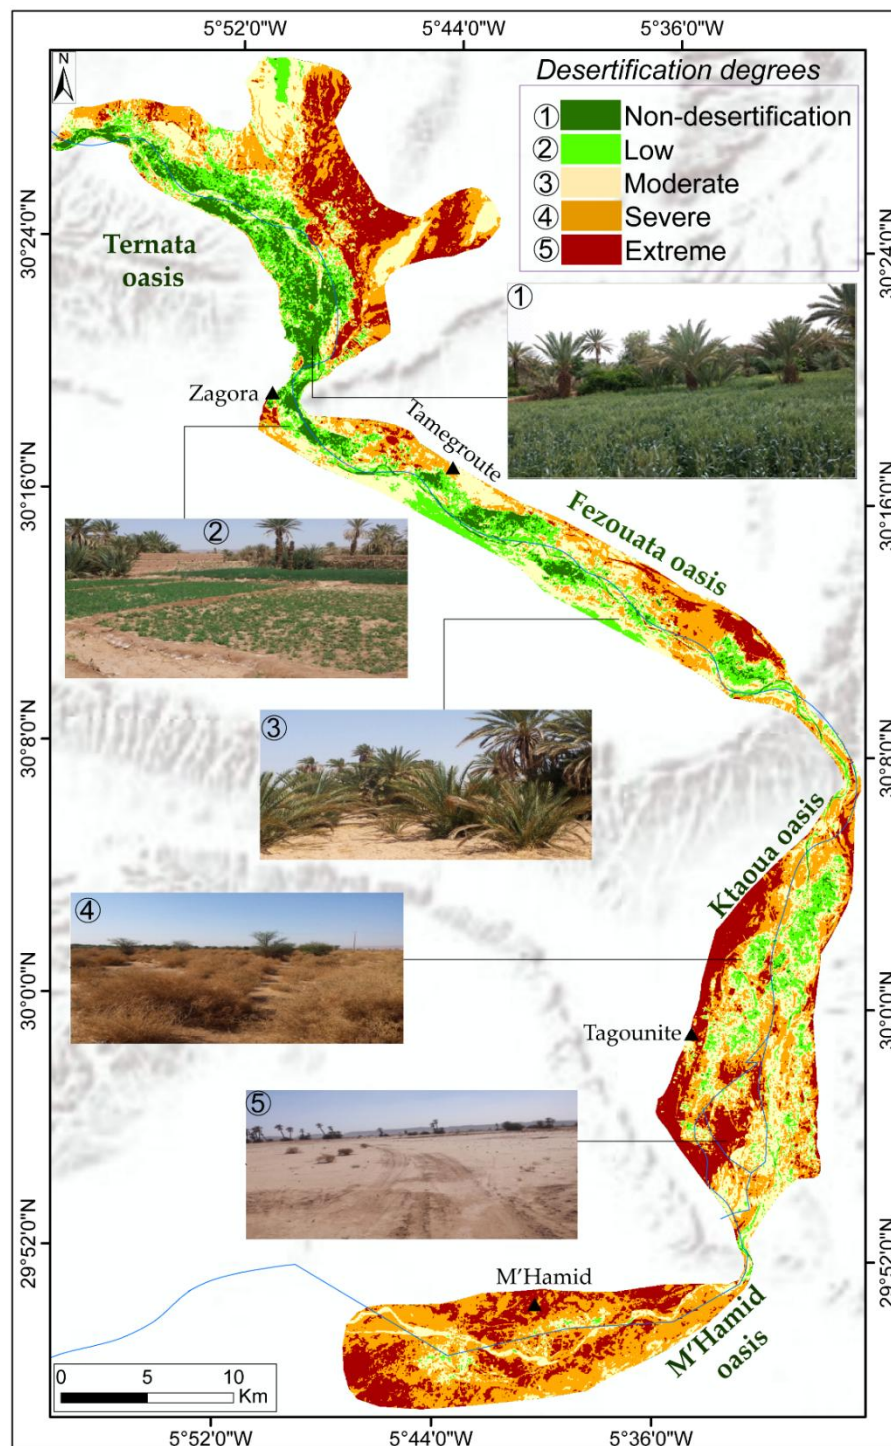 5°52'0"W
5°44'0"W
5°36'0"W
N
Desertification degrees
① Non-desertification
② Low
③ Moderate
④ Severe
⑤ Extreme
30°24'0"N
30°24'0"N
Ternata
oasis
①
Zagora
Tamegroute
30°16'0"N
30°16'0"N
②
Fezouata oasis
③
30°8'0"N
30°8'0"N
Ktaoua oasis
④
30°0'0"N
30°0'0"N
Tagounite
⑤
29°52'0"N
29°52'0"N
M'Hamid
M'Hamid
oasis
0 5 10
Km
5°52'0"W
5°44'0"W
5°36'0"W